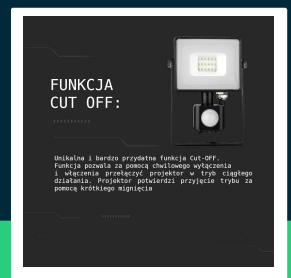 FUNKCJA
CUT OFF:
Unikalna i bardzo przydatna funkcja Cut-OFF.
Funkcja pozwala za pomocą chwilowego wyłączenia
i włączenia przełączyć projektor w tryb ciągłego
działania. Projektor potwierdzi przyjęcie trybu za
pomocą krótkiego mignięcia